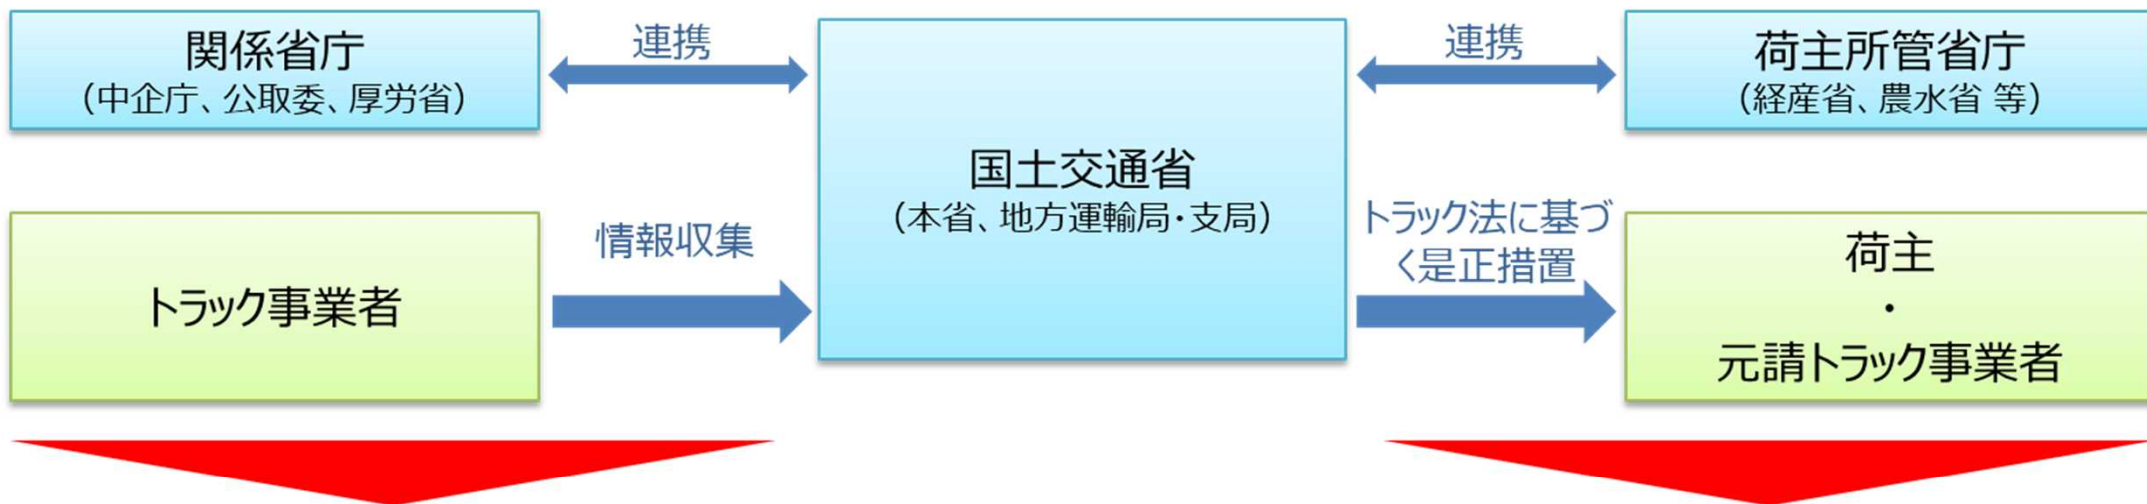 関係省庁
（中企庁、公取委、厚労省）
連携
国土交通省
（本省、地方運輸局・支局）
連携
荷主所管省庁
（経産省、農水省 等）
トラック事業者
情報収集
トラック法に基づ
く是正措置
荷主
・
元請トラック事業者